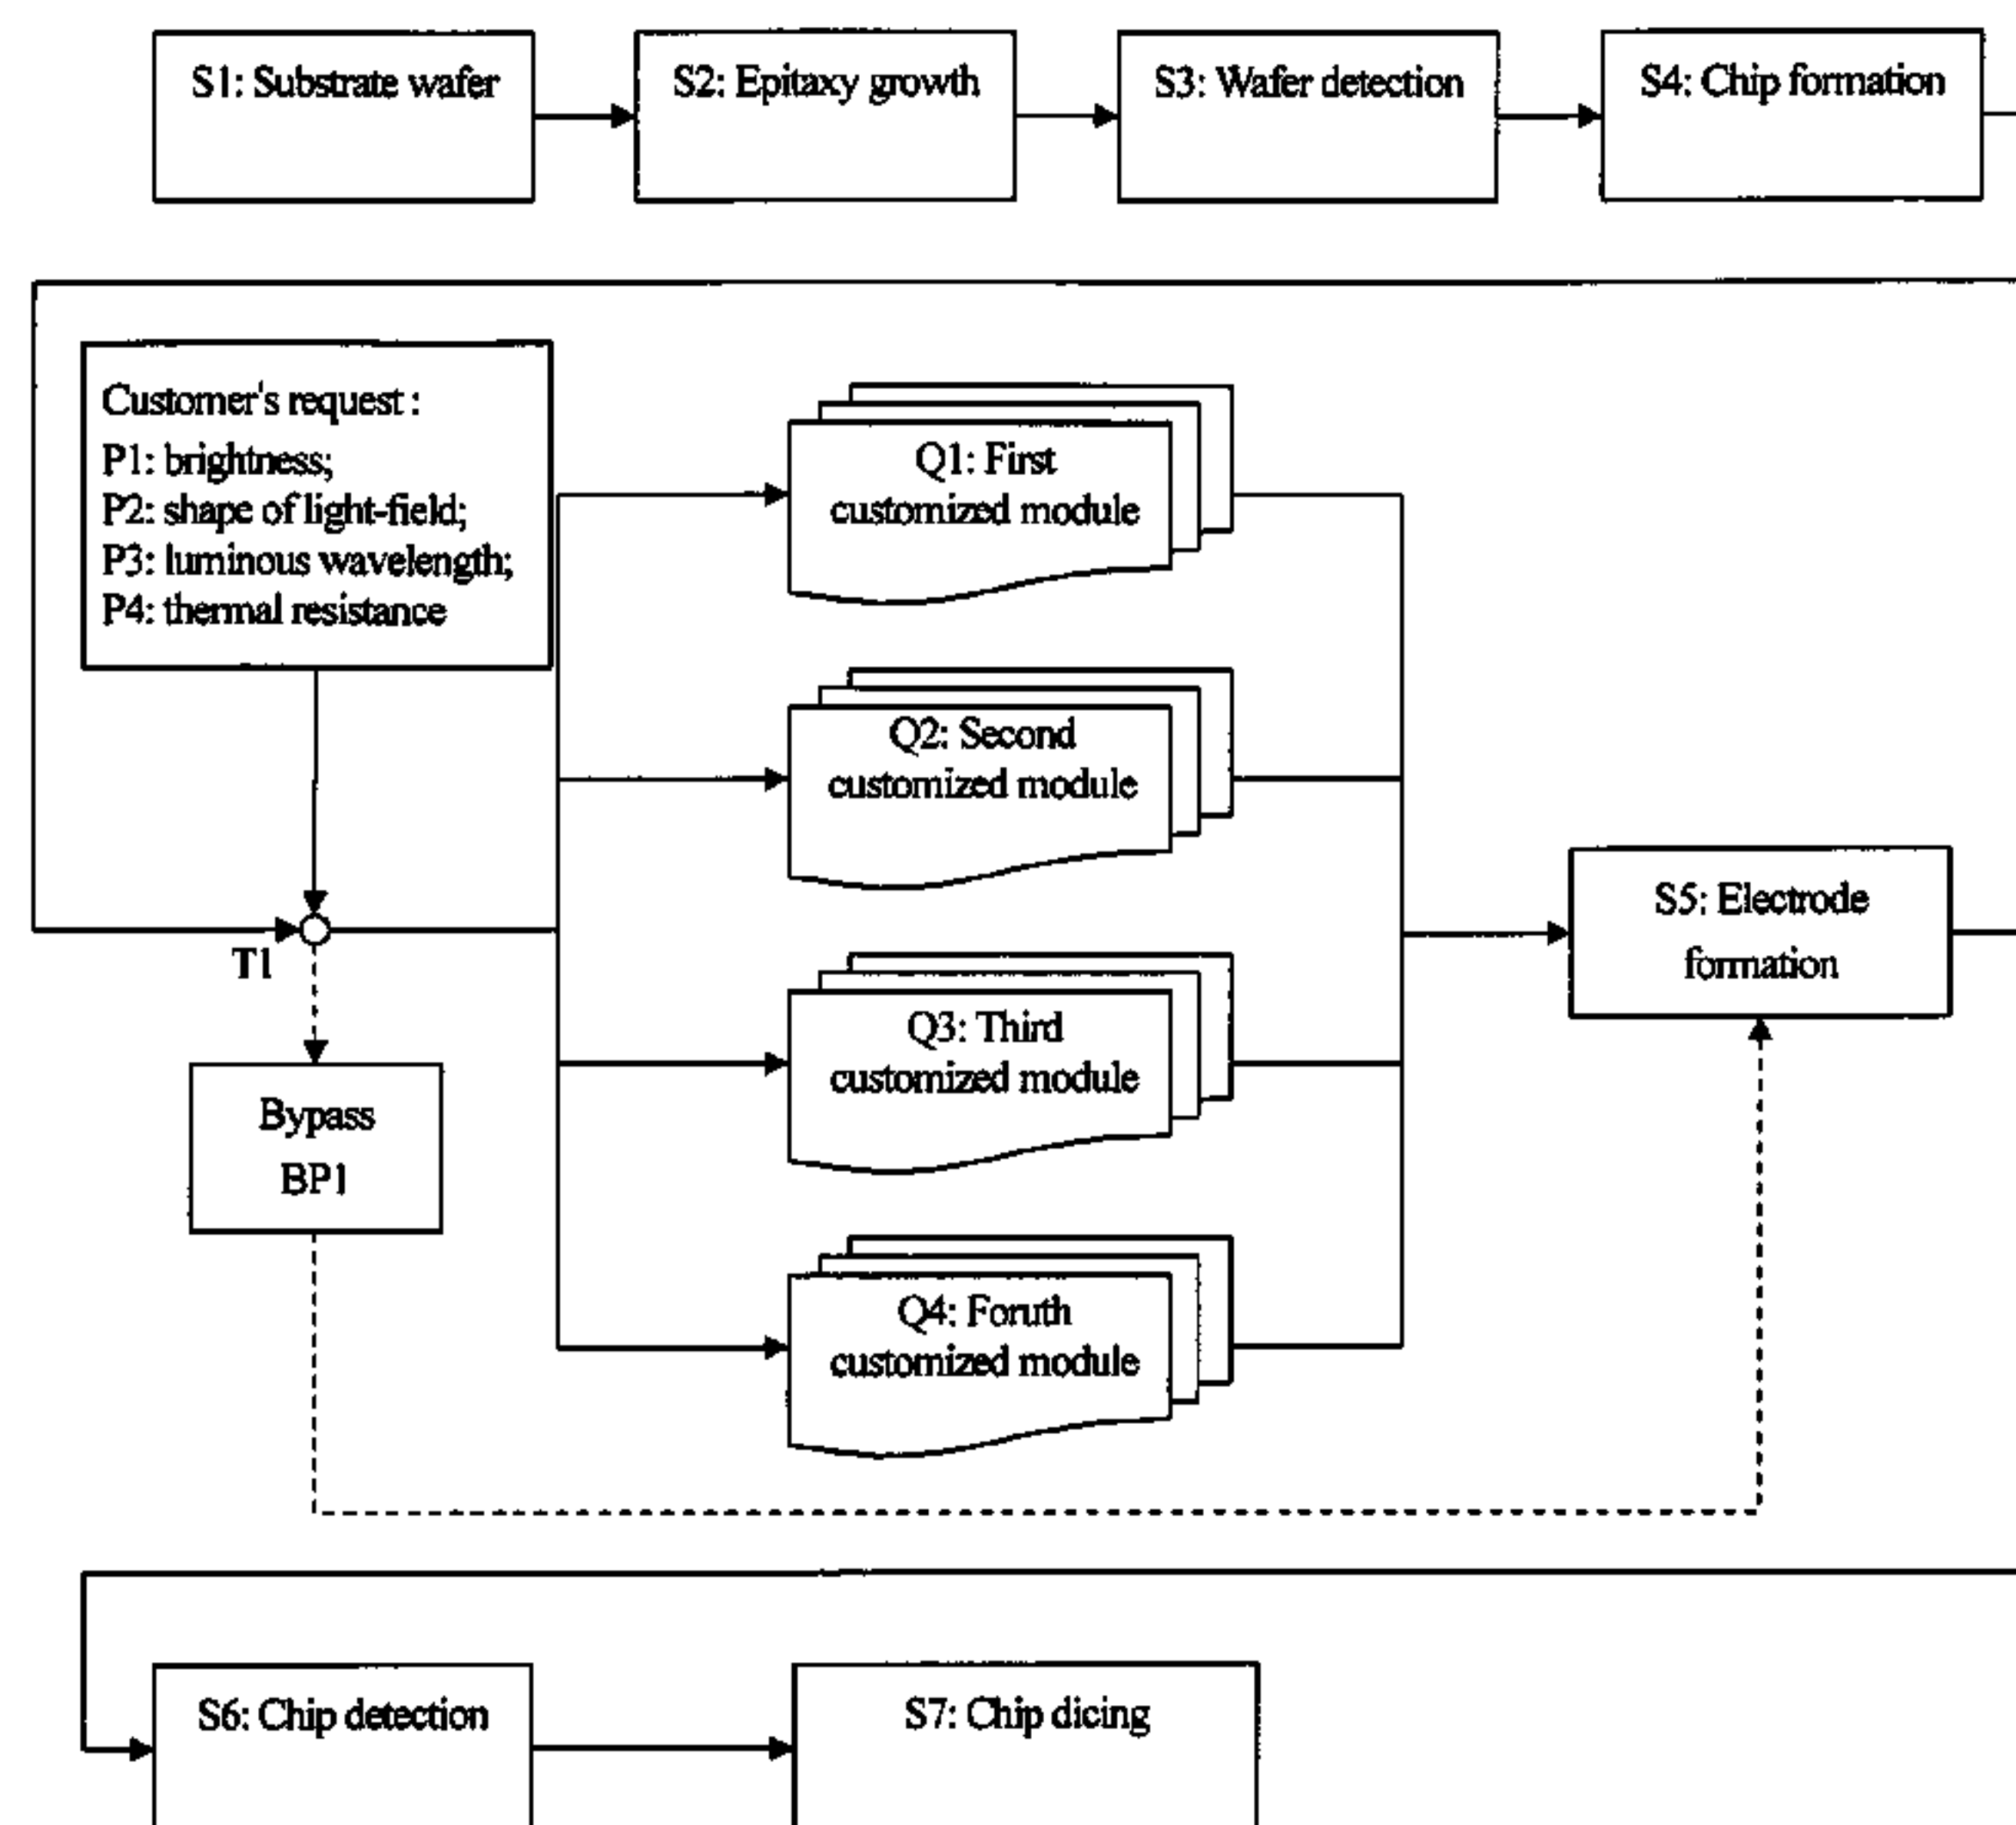 S1: Substrate wafer
S2: Epitaxy growth
S3: Wafer detection
S4: Chip formation
Customer's request :
P1: brightness;
P2: shape of light-field;
P3: luminous wavelength;
P4: thermal resistance
Q1: First
customized module
Q2: Second
customized module
T1
S5: Electrode
formation
Q3: Third
customized module
Bypass
BP1
Q4: Foruth
customized module
S6: Chip detection
S7: Chip dicing